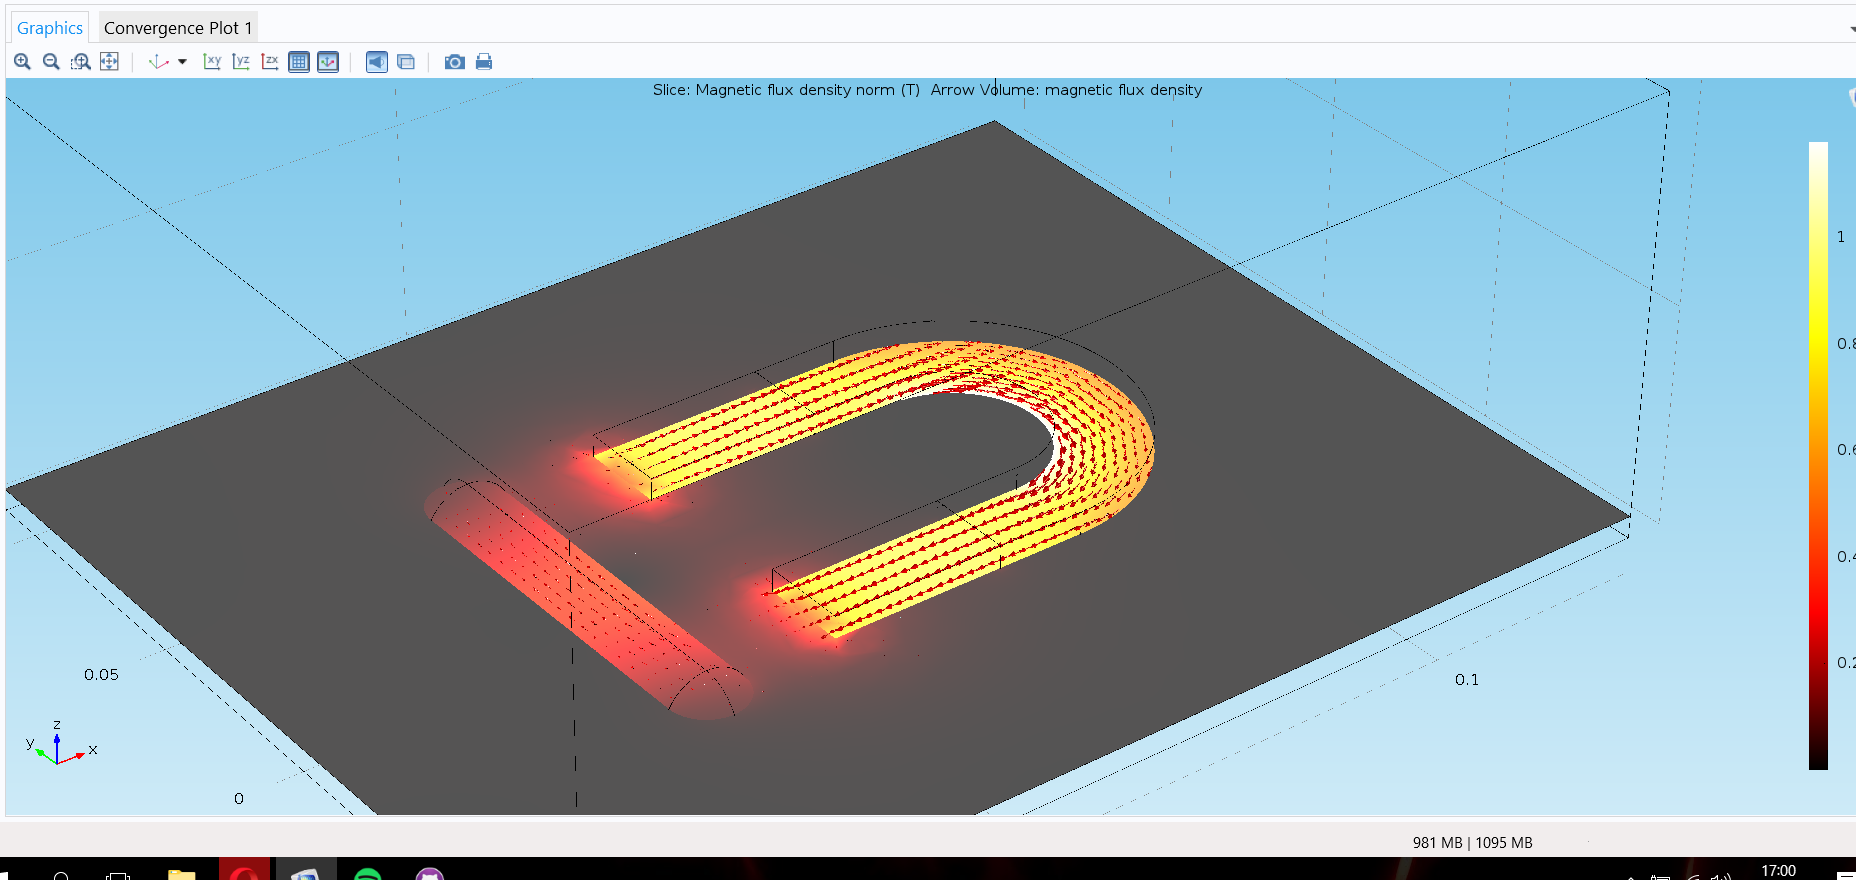 Graphics Convergence Plot 1
xy yz zx
Slice: Magnetic flux density norm (T) Arrow Volume: magnetic flux density
1
0.8
0.6
0.4
0.2
0.05
0.1
0
z
y
x
981 MB | 1095 MB
17:00